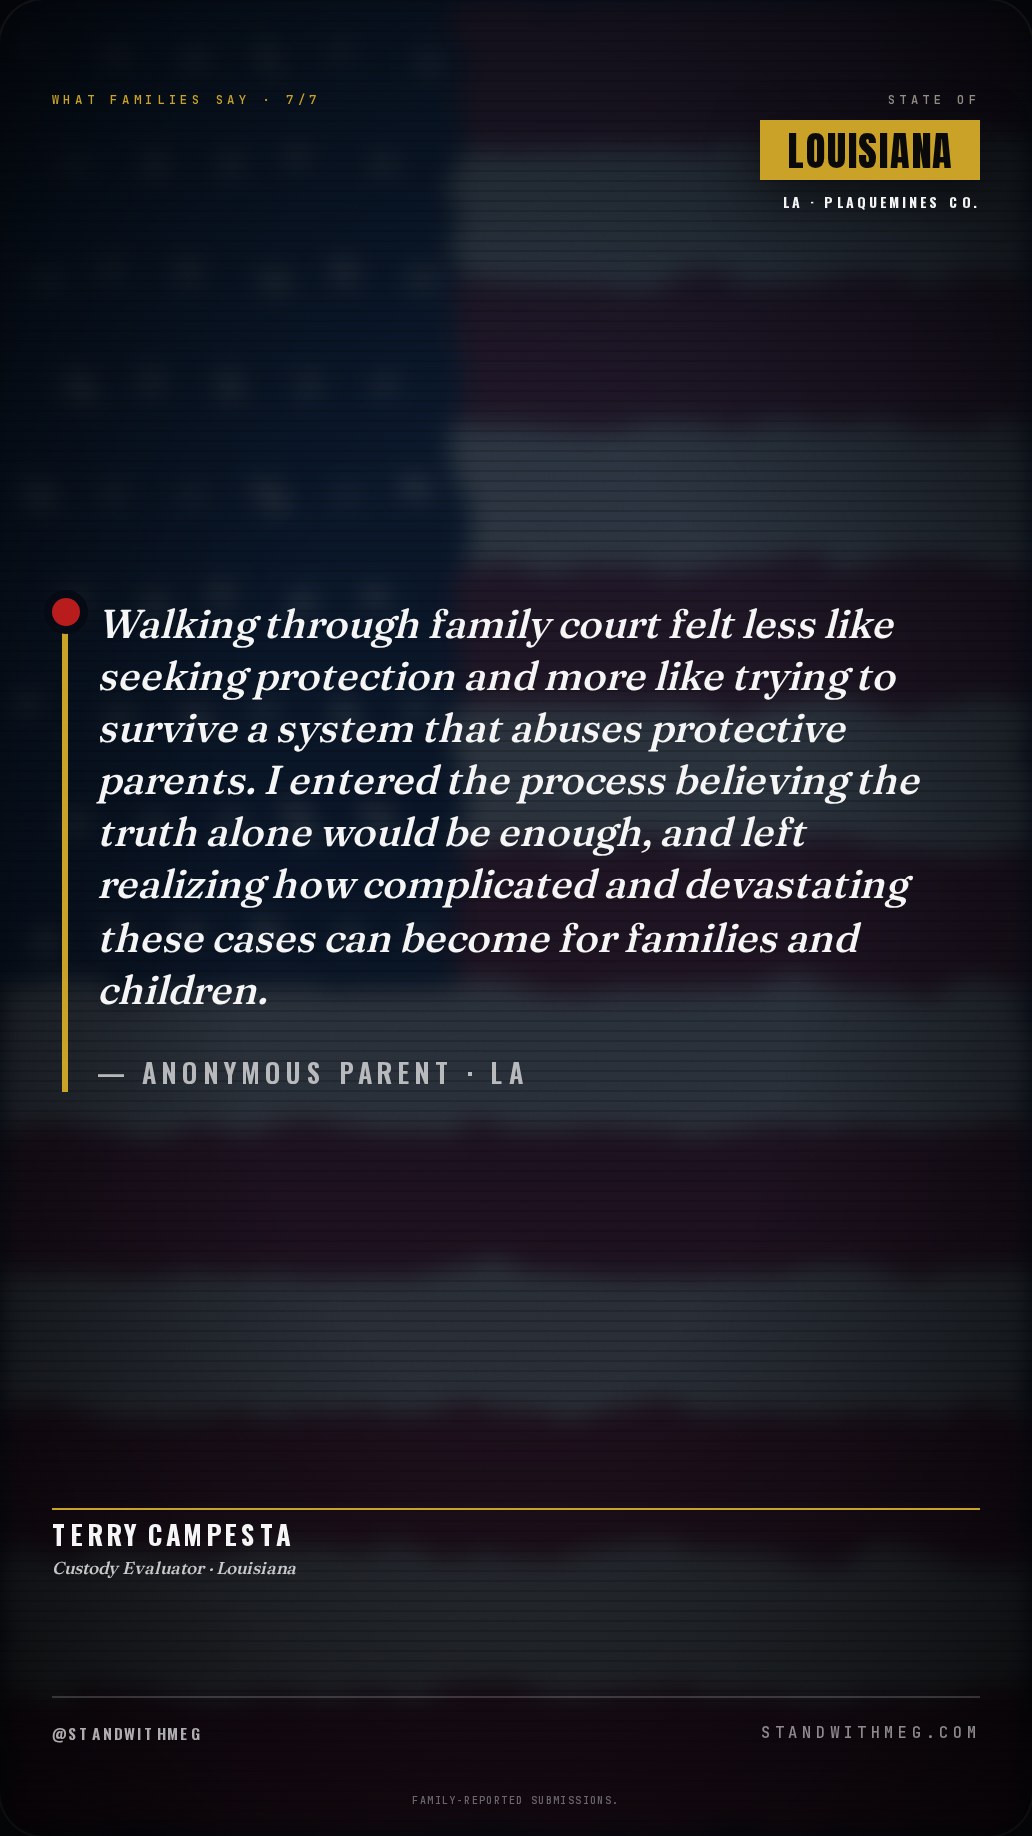 WHAT FAMILIES SAY · 7/7
STATE OF
LOUISIANA
LA · PLAQUEMINES CO.
Walking through family court felt less like
seeking protection and more like trying to
survive a system that abuses protective
parents. I entered the process believing the
truth alone would be enough, and left
realizing how complicated and devastating
these cases can become for families and
children.
— ANONYMOUS PARENT · LA
TERRY CAMPESTA
Custody Evaluator · Louisiana
@STANDWITHMEG
STANDWITHMEG.COM
FAMILY-REPORTED SUBMISSIONS.